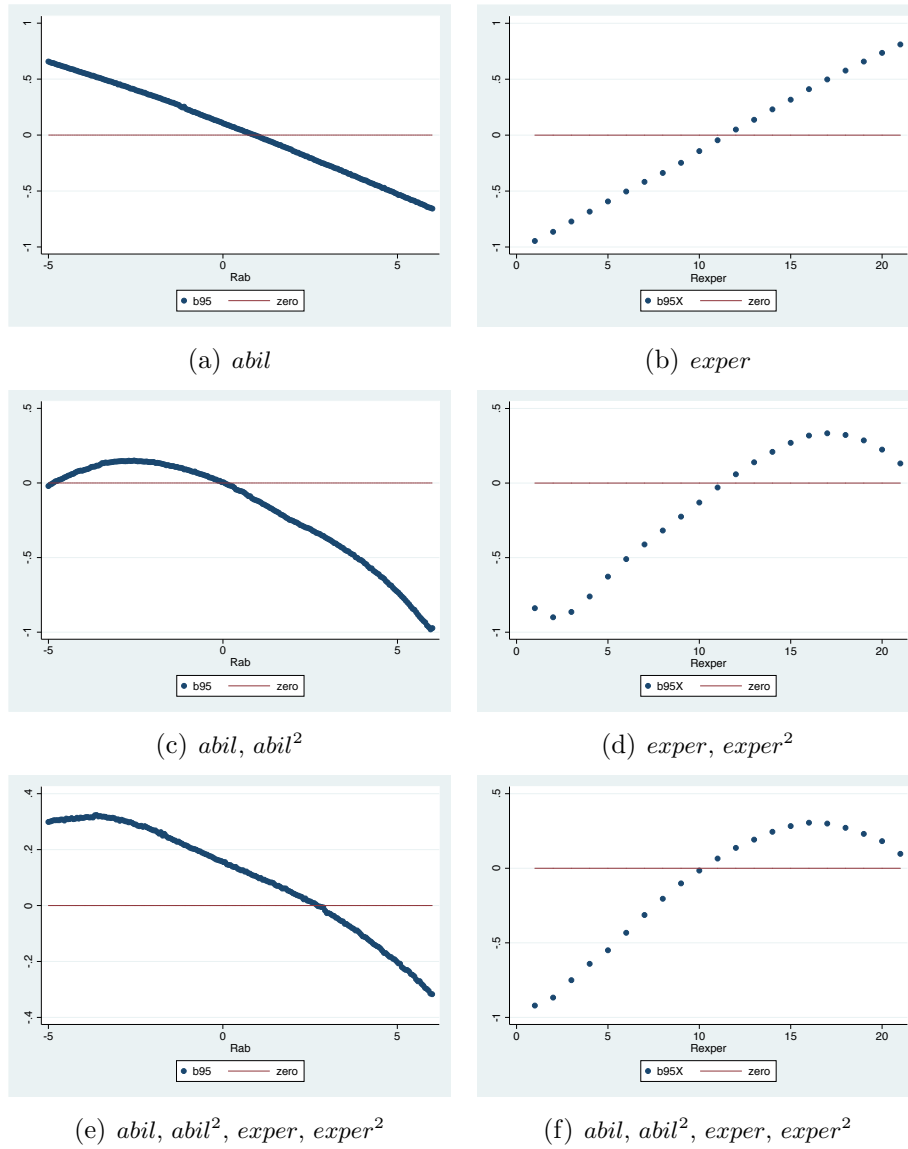 1
.5
0
-.5
-1
-5
0
5
Rab
b95
zero
(a) abil
1
.5
0
-.5
-1
0
5
10
15
20
Rexper
b95X
zero
(b) exper
.5
0
-.5
-1
-5
0
5
Rab
b95
zero
(c) abil, abil²
.5
0
-.5
-1
0
5
10
15
20
Rexper
b95X
zero
(d) exper, exper²
.4
.2
0
-.2
-.4
-5
0
5
Rab
b95
zero
(e) abil, abil², exper, exper²
.5
0
-.5
-1
0
5
10
15
20
Rexper
b95X
zero
(f) abil, abil², exper, exper²